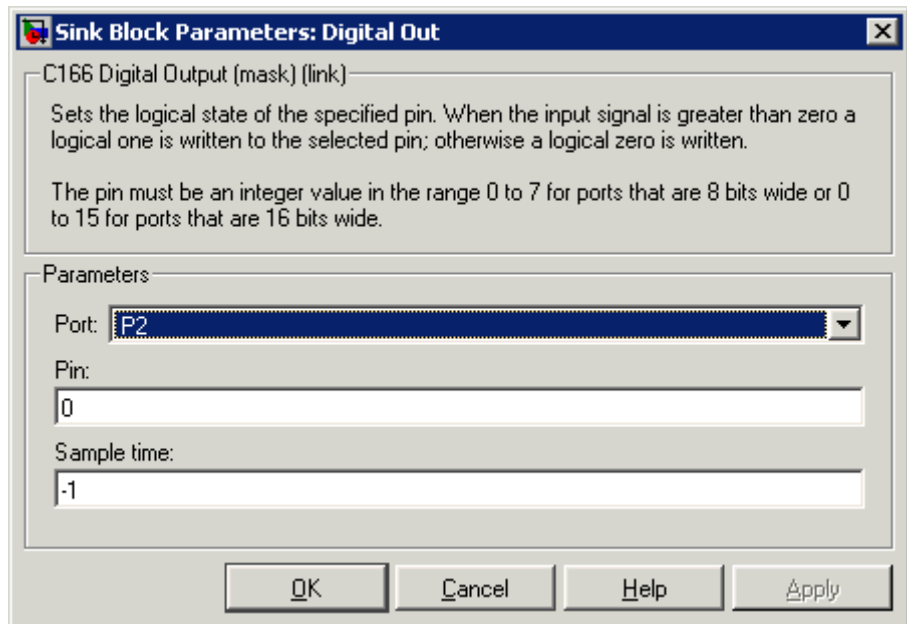 Sink Block Parameters: Digital Out
C166 Digital Output (mask) (link)
Sets the logical state of the specified pin. When the input signal is greater than zero a
logical one is written to the selected pin; otherwise a logical zero is written.
The pin must be an integer value in the range 0 to 7 for ports that are 8 bits wide or 0
to 15 for ports that are 16 bits wide.
Parameters
Port: P2
Pin:
0
Sample time:
-1
OK Cancel Help Apply